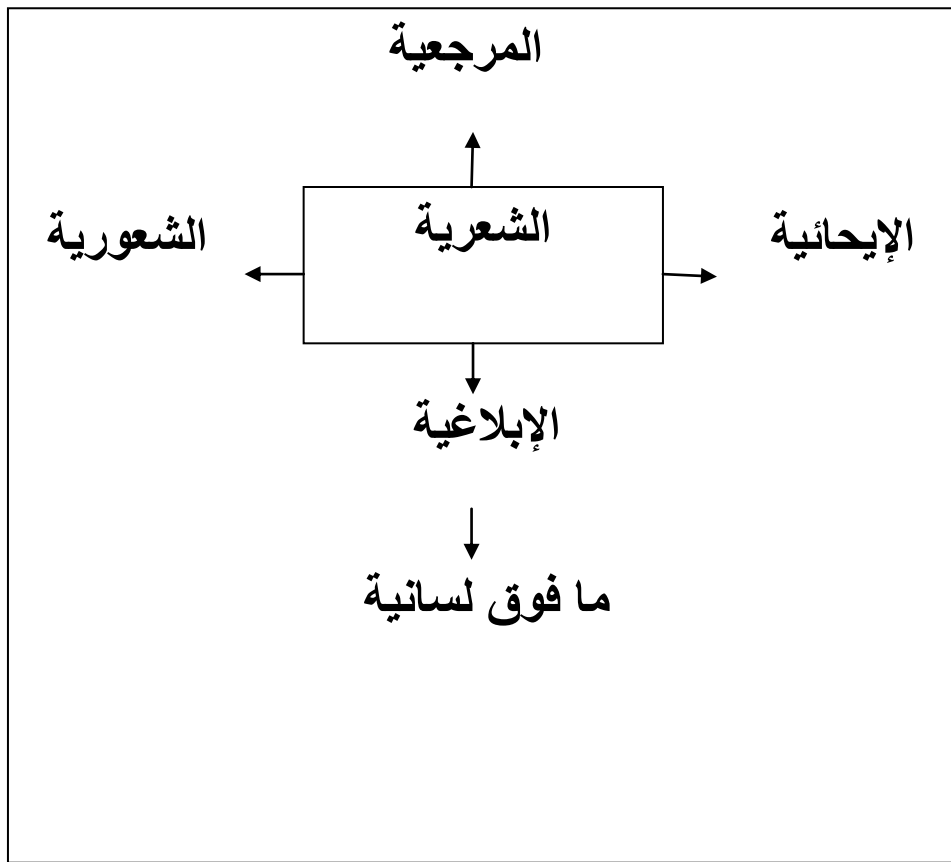 المرجعية
الإيحائية
الشعرية
الشعورية
الإبلاغية
ما فوق لسانية